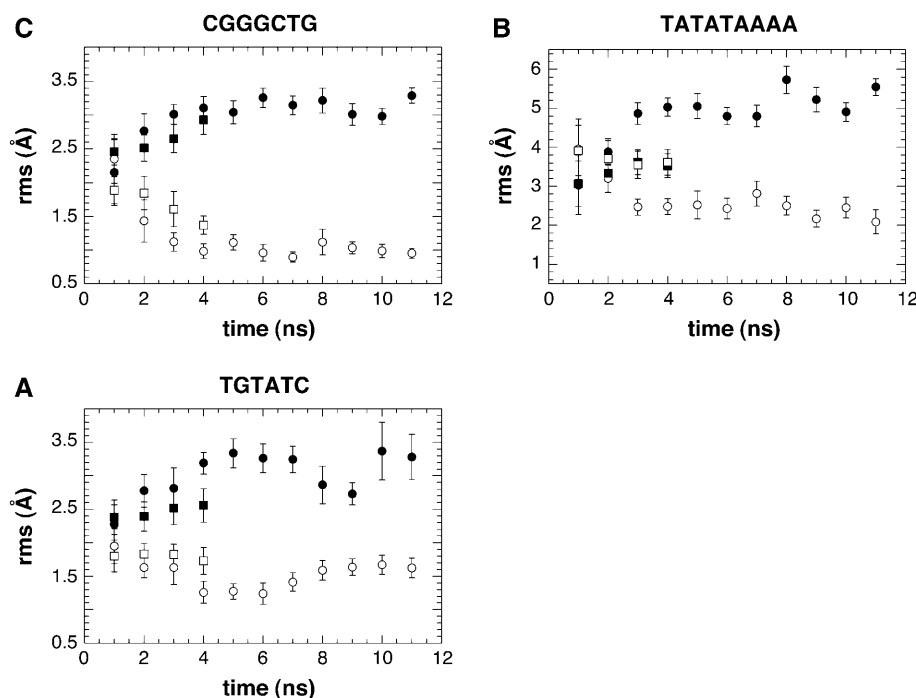 C
CGGGCTG
3.5
2.5
1.5
0.5
rms (Å)
0 2 4 6 8 10 12
time (ns)
B
TATATAAAA
6
5
4
3
2
1
rms (Å)
0 2 4 6 8 10 12
time (ns)
A
TGTATC
3.5
2.5
1.5
0.5
rms (Å)
0 2 4 6 8 10 12
time (ns)